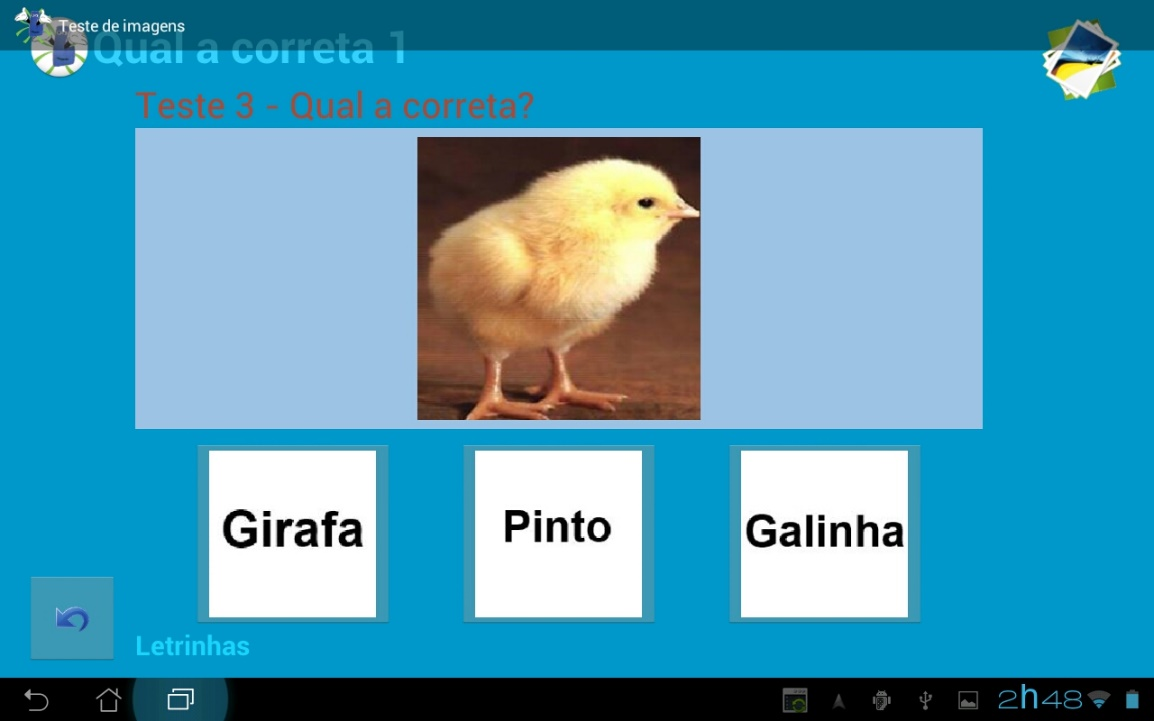 Teste de imagens
Qual a correta 1
Teste 3 - Qual a correta?
Girafa
Pinto
Galinha
Letrinhas
2h48